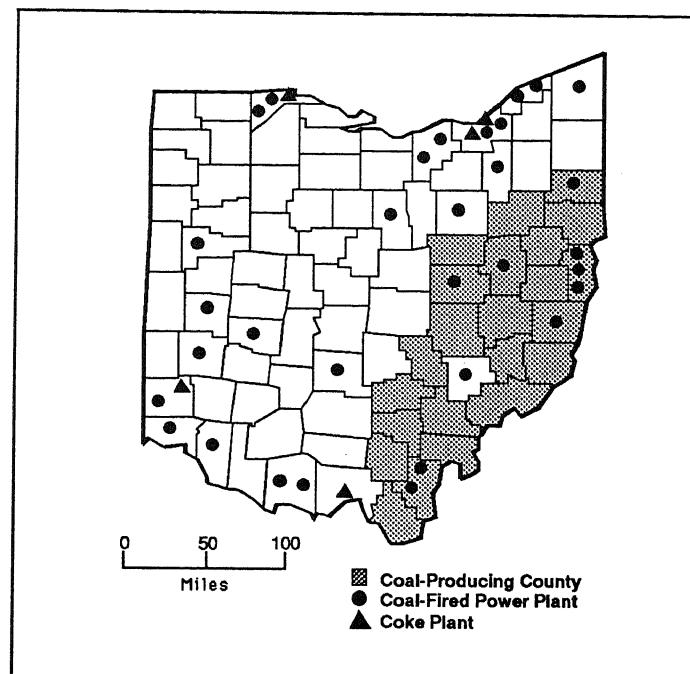 0 50 100
Miles
Coal-Producing County
Coal-Fired Power Plant
Coke Plant